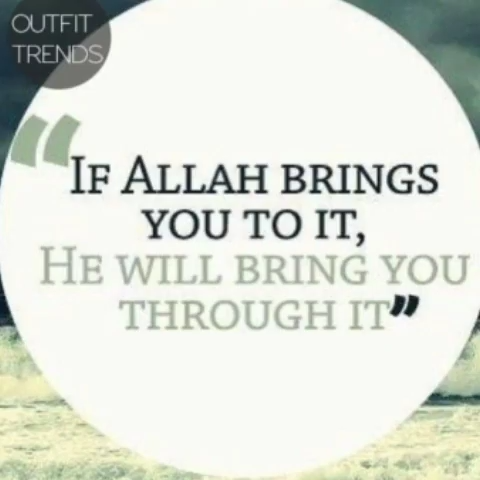 OUTFIT
TRENDS
“IF ALLAH BRINGS
YOU TO IT,
HE WILL BRING YOU
THROUGH IT”